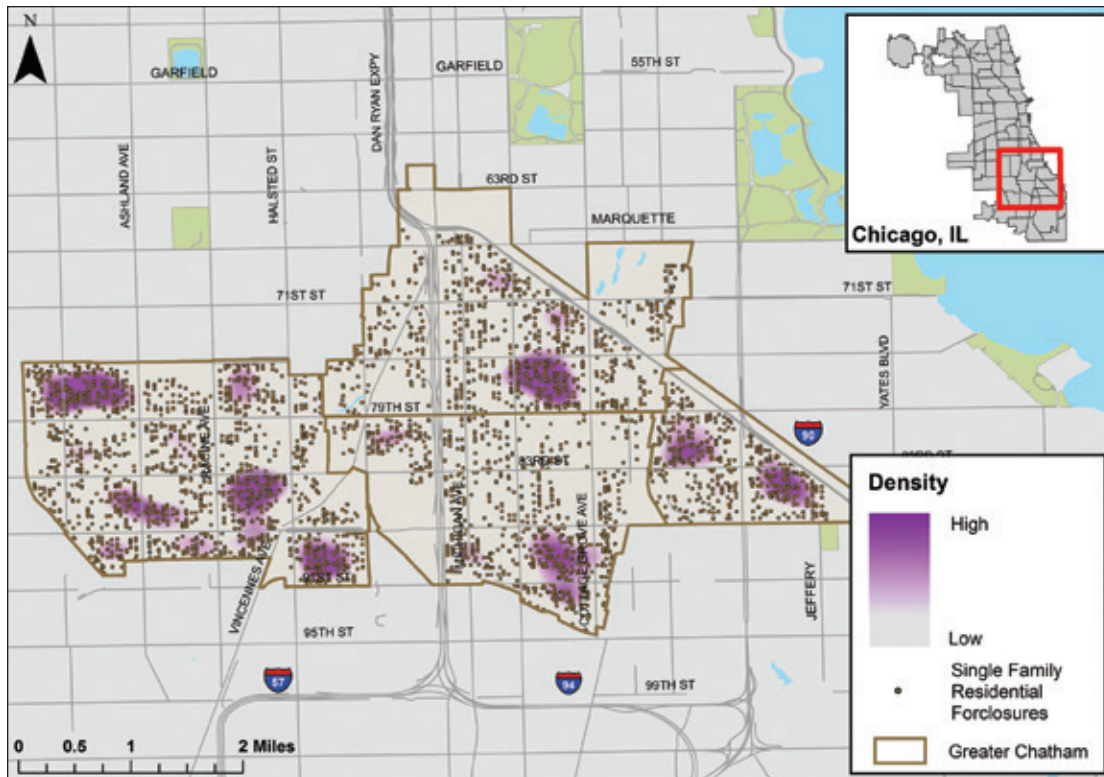 N
GARFIELD
GARFIELD
55TH ST
DAN RYAN EXPY
ASHLAND AVE
HALSTED ST
63RD ST
MARQUETTE
Chicago, IL
71ST ST
71ST ST
YATES BLVD
79TH ST
90
83RD ST
MICHIGAN AVE
COTTAGE GROVE AVE
VINCENNES AVE
91ST ST
95TH ST
JEFFERY
57
94
99TH ST
0 0.5 1 2 Miles
Density
High
Low
Single Family
Residential
Forclosures
Greater Chatham